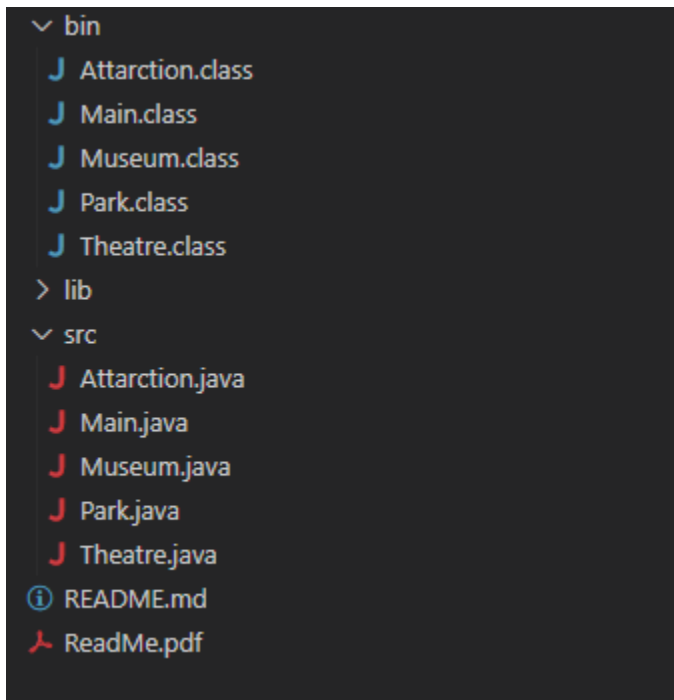 bin
Attarction.class
Main.class
Museum.class
Park.class
Theatre.class
lib
src
Attarction.java
Main.java
Museum.java
Park.java
Theatre.java
README.md
ReadMe.pdf